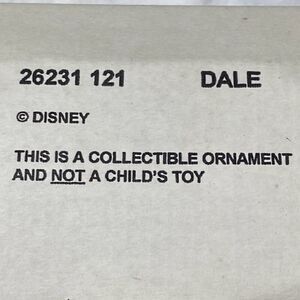 26231 121 DALE
© DISNEY
THIS IS A COLLECTIBLE ORNAMENT
AND NOT A CHILD'S TOY